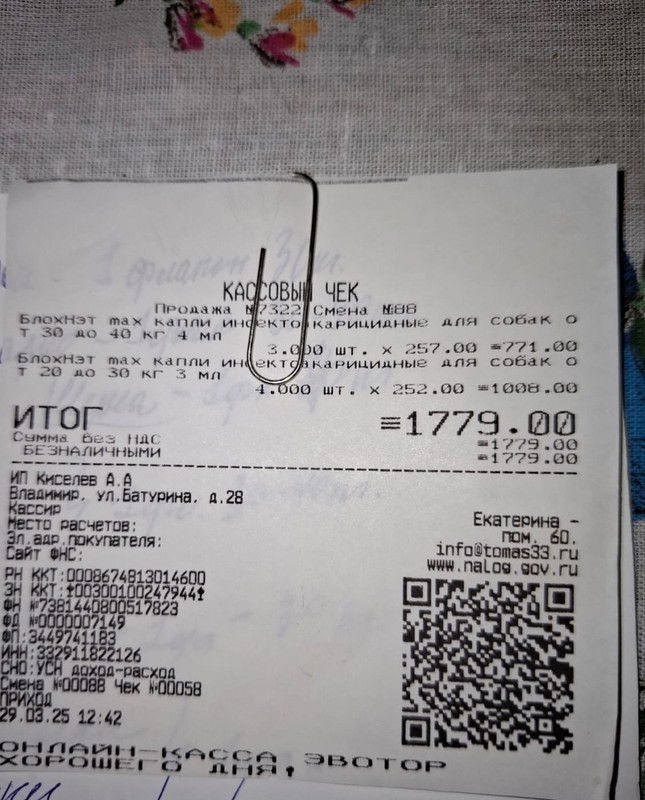 КАССОВЫЙ ЧЕК
Продажа №7322 Смена №88
БлохНэт max капли инсектоакарицидные для собак о
т 30 до 40 кг 4 мл
3.000 шт. x 257.00 =771.00
БлохНэт max капли инсектоакарицидные для собак о
т 20 до 30 кг 3 мл
4.000 шт. x 252.00 =1008.00
ИТОГ =1779.00
Сумма без НДС =1779.00
БЕЗНАЛИЧНЫМИ =1779.00
ИП Киселев А.А
Владимир, ул.Батурина, д.28
Кассир Екатерина -
Место расчетов: пом. 60.
Эл.адр.покупателя: info@tomas33.ru
Сайт ФНС: www.nalog.gov.ru
РН ККТ:0008674813014600
ЗН ККТ:↑00300100247944↑
ФН №7381440800517823
ФД №0000007149
ФП:3449741183
ИНН:332911822126
СНО:УСН доход-расход
Смена №00088 Чек №00058
ПРИХОД
29.03.25 12:42
ОНЛАЙН-КАССА ЭВОТОР
ХОРОШЕГО ДНЯ,